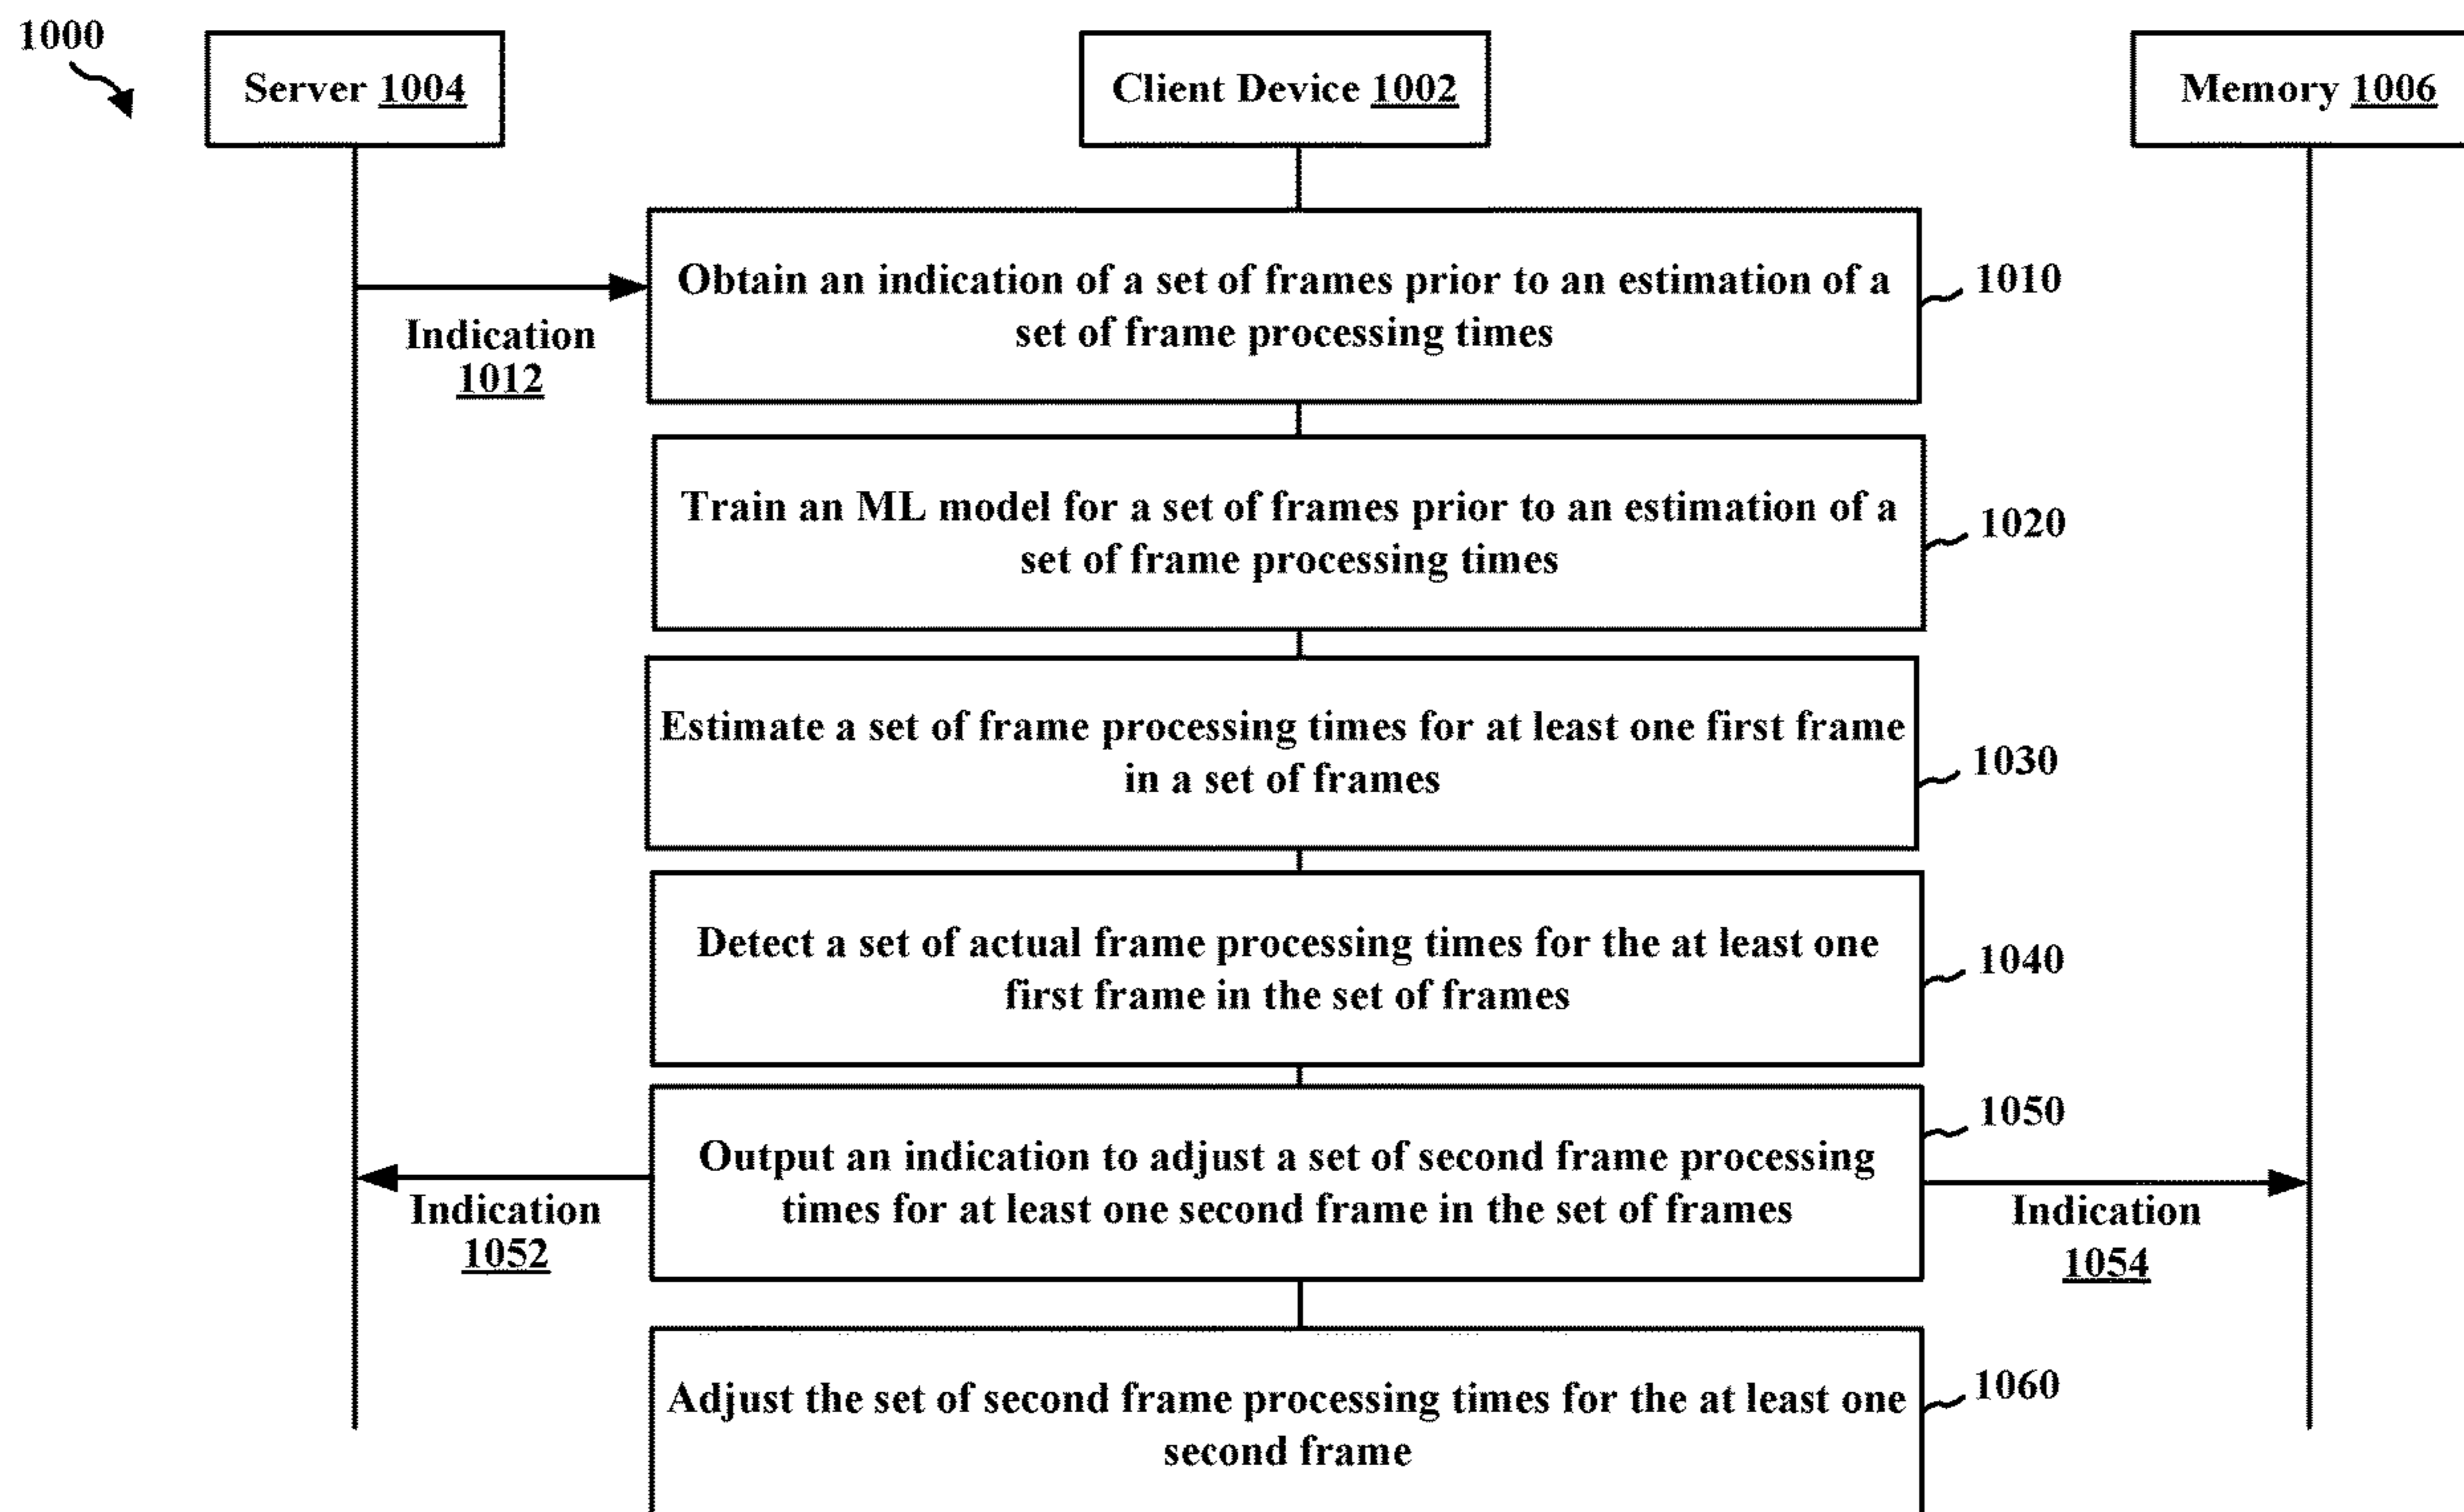 1000
Server 1004
Client Device 1002
Memory 1006
Obtain an indication of a set of frames prior to an estimation of a
set of frame processing times
1010
Indication
1012
Train an ML model for a set of frames prior to an estimation of a
set of frame processing times
1020
Estimate a set of frame processing times for at least one first frame
in a set of frames
1030
Detect a set of actual frame processing times for the at least one
first frame in the set of frames
1040
Output an indication to adjust a set of second frame processing
times for at least one second frame in the set of frames
1050
Indication
1052
Indication
1054
Adjust the set of second frame processing times for the at least one
second frame
1060